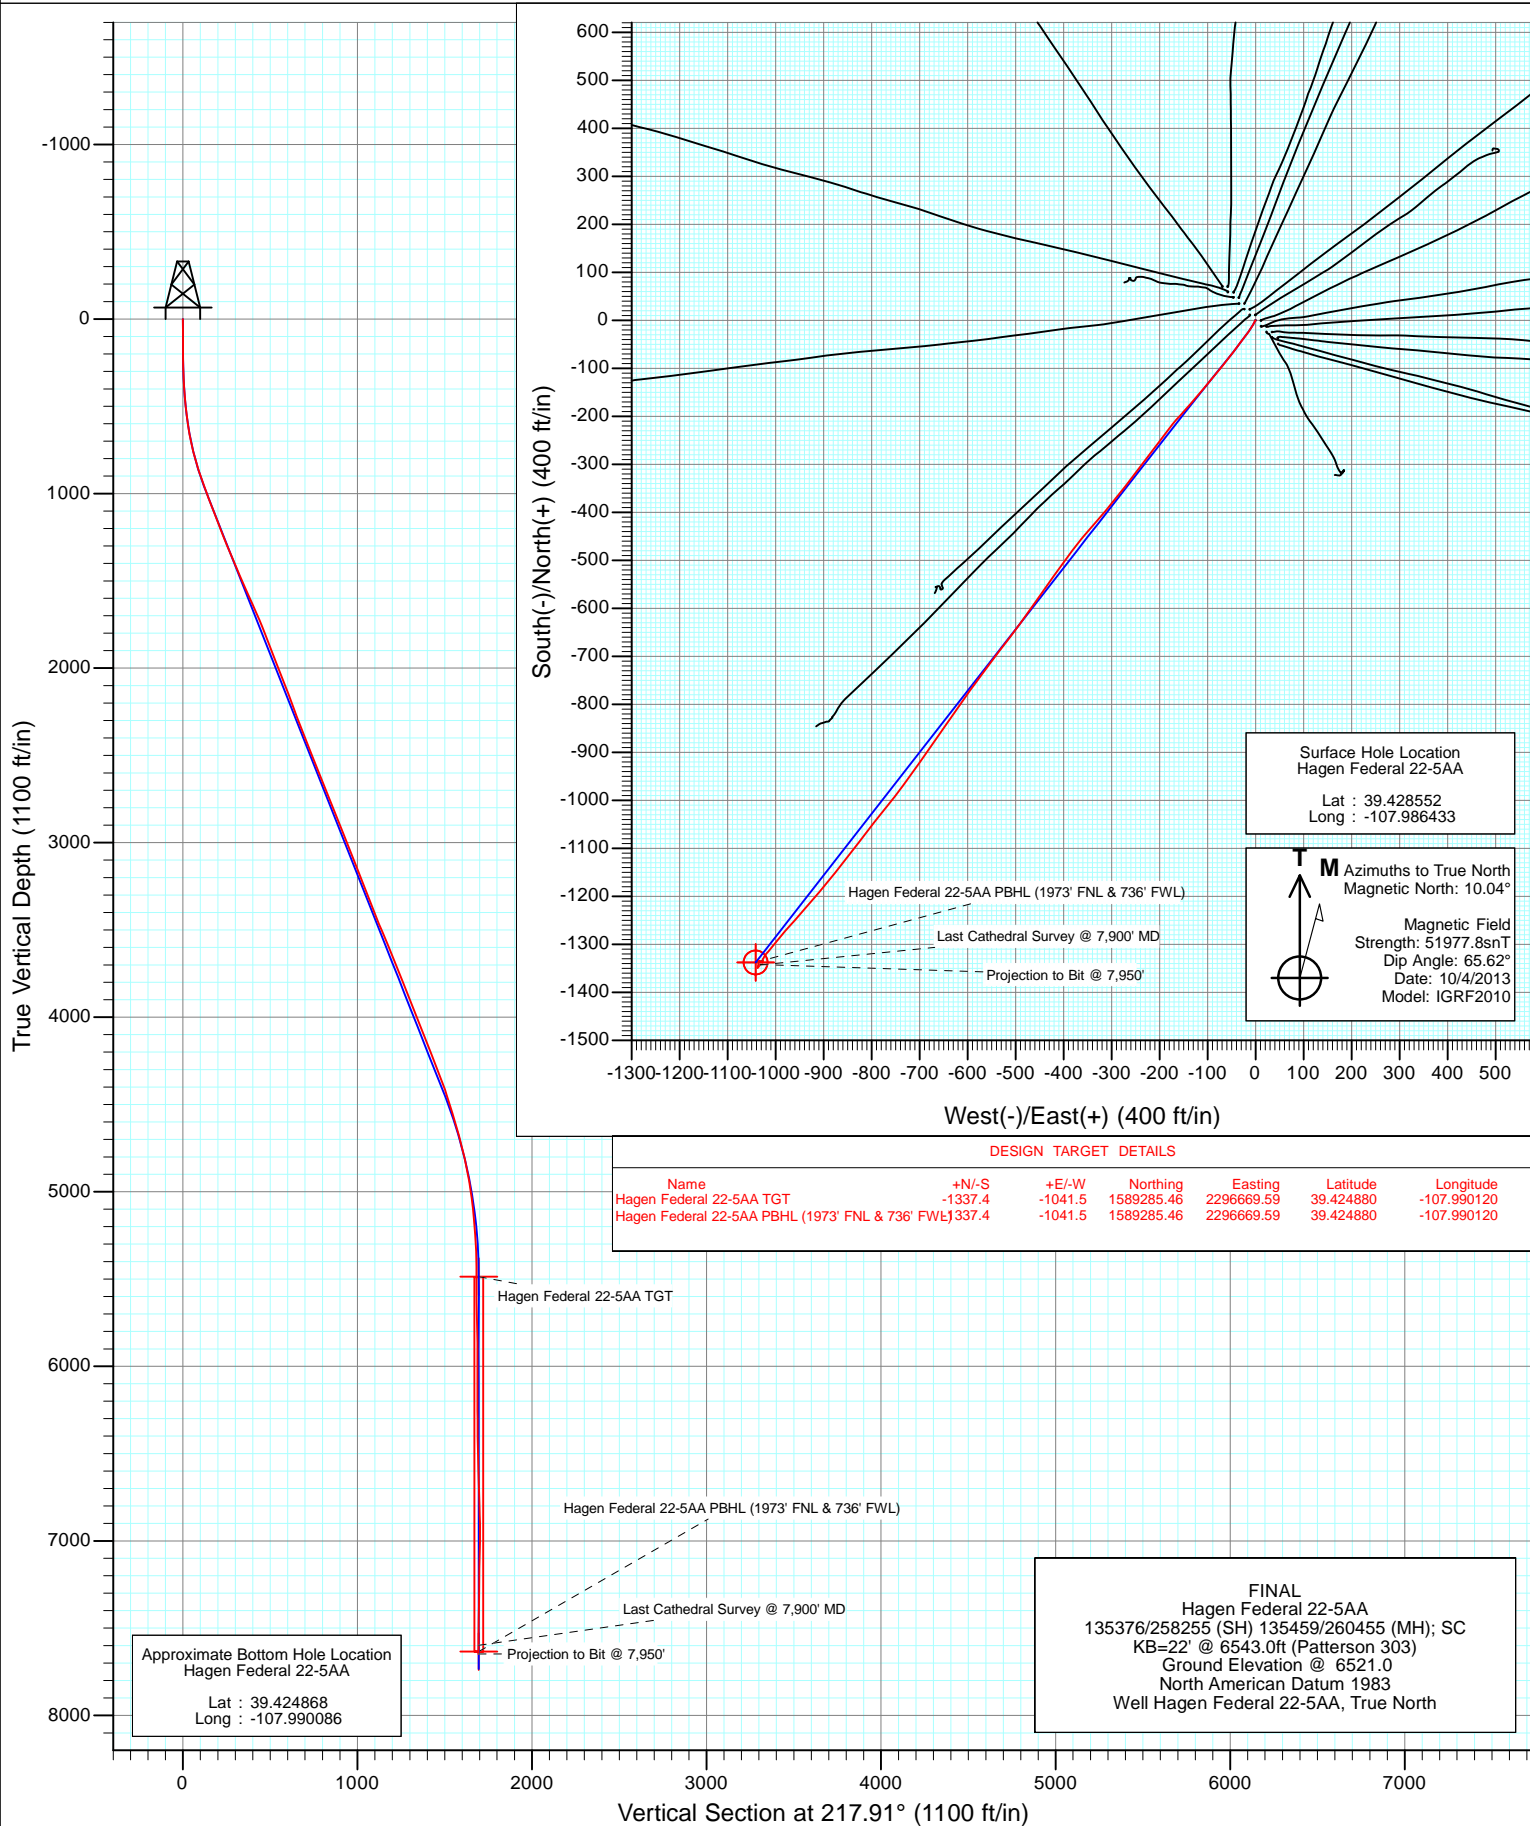 -1000
0
1000
2000
3000
4000
5000
6000
7000
8000
True Vertical Depth (1100 ft/in)
0
1000
2000
3000
4000
5000
6000
7000
Vertical Section at 217.91° (1100 ft/in)
600
500
400
300
200
100
0
-100
-200
-300
-400
-500
-600
-700
-800
-900
-1000
-1100
-1200
-1300
-1400
-1500
South(-)/North(+) (400 ft/in)
-1300 -1200 -1100 -1000 -900 -800 -700 -600 -500 -400 -300 -200 -100 0 100 200 300 400 500
West(-)/East(+) (400 ft/in)
Hagen Federal 22-5AA PBHL (1973' FNL & 736' FWL)
Last Cathedral Survey @ 7,900' MD
Projection to Bit @ 7,950'
Surface Hole Location
Hagen Federal 22-5AA
Lat : 39.428552
Long : -107.986433
T
M
Azimuths to True North
Magnetic North: 10.04°
Magnetic Field
Strength: 51977.8snT
Dip Angle: 65.62°
Date: 10/4/2013
Model: IGRF2010
DESIGN TARGET DETAILS
Name +N/-S +E/-W Northing Easting Latitude Longitude
Hagen Federal 22-5AA TGT -1337.4 -1041.5 1589285.46 2296669.59 39.424880 -107.990120
Hagen Federal 22-5AA PBHL (1973' FNL & 736' FWL) -1337.4 -1041.5 1589285.46 2296669.59 39.424880 -107.990120
Hagen Federal 22-5AA TGT
Hagen Federal 22-5AA PBHL (1973' FNL & 736' FWL)
Last Cathedral Survey @ 7,900' MD
Projection to Bit @ 7,950'
Approximate Bottom Hole Location
Hagen Federal 22-5AA
Lat : 39.424868
Long : -107.990086
FINAL
Hagen Federal 22-5AA
135376/258255 (SH) 135459/260455 (MH); SC
KB=22' @ 6543.0ft (Patterson 303)
Ground Elevation @ 6521.0
North American Datum 1983
Well Hagen Federal 22-5AA, True North